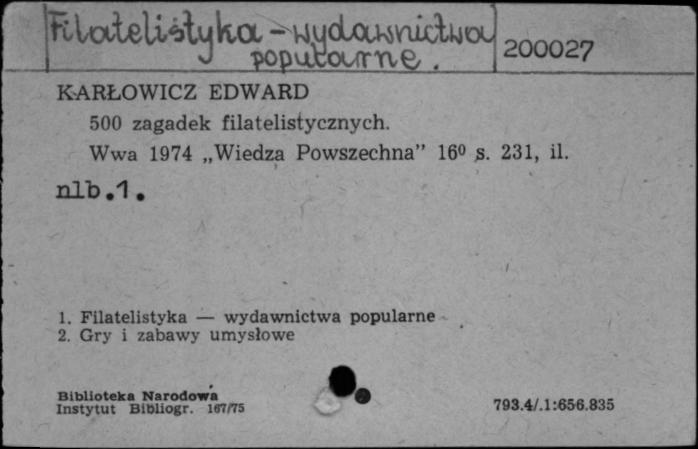 Filatelistyka - wydawnictwa
popularne.
200027
KARŁOWICZ EDWARD
500 zagadek filatelistycznych.
Wwa 1974 „Wiedza Powszechna” 16⁰ s. 231, il.
nlb.1.
1. Filatelistyka — wydawnictwa popularne
2. Gry i zabawy umysłowe
Biblioteka Narodowa
Instytut Bibliogr. 167/75
793.4/.1:656.835